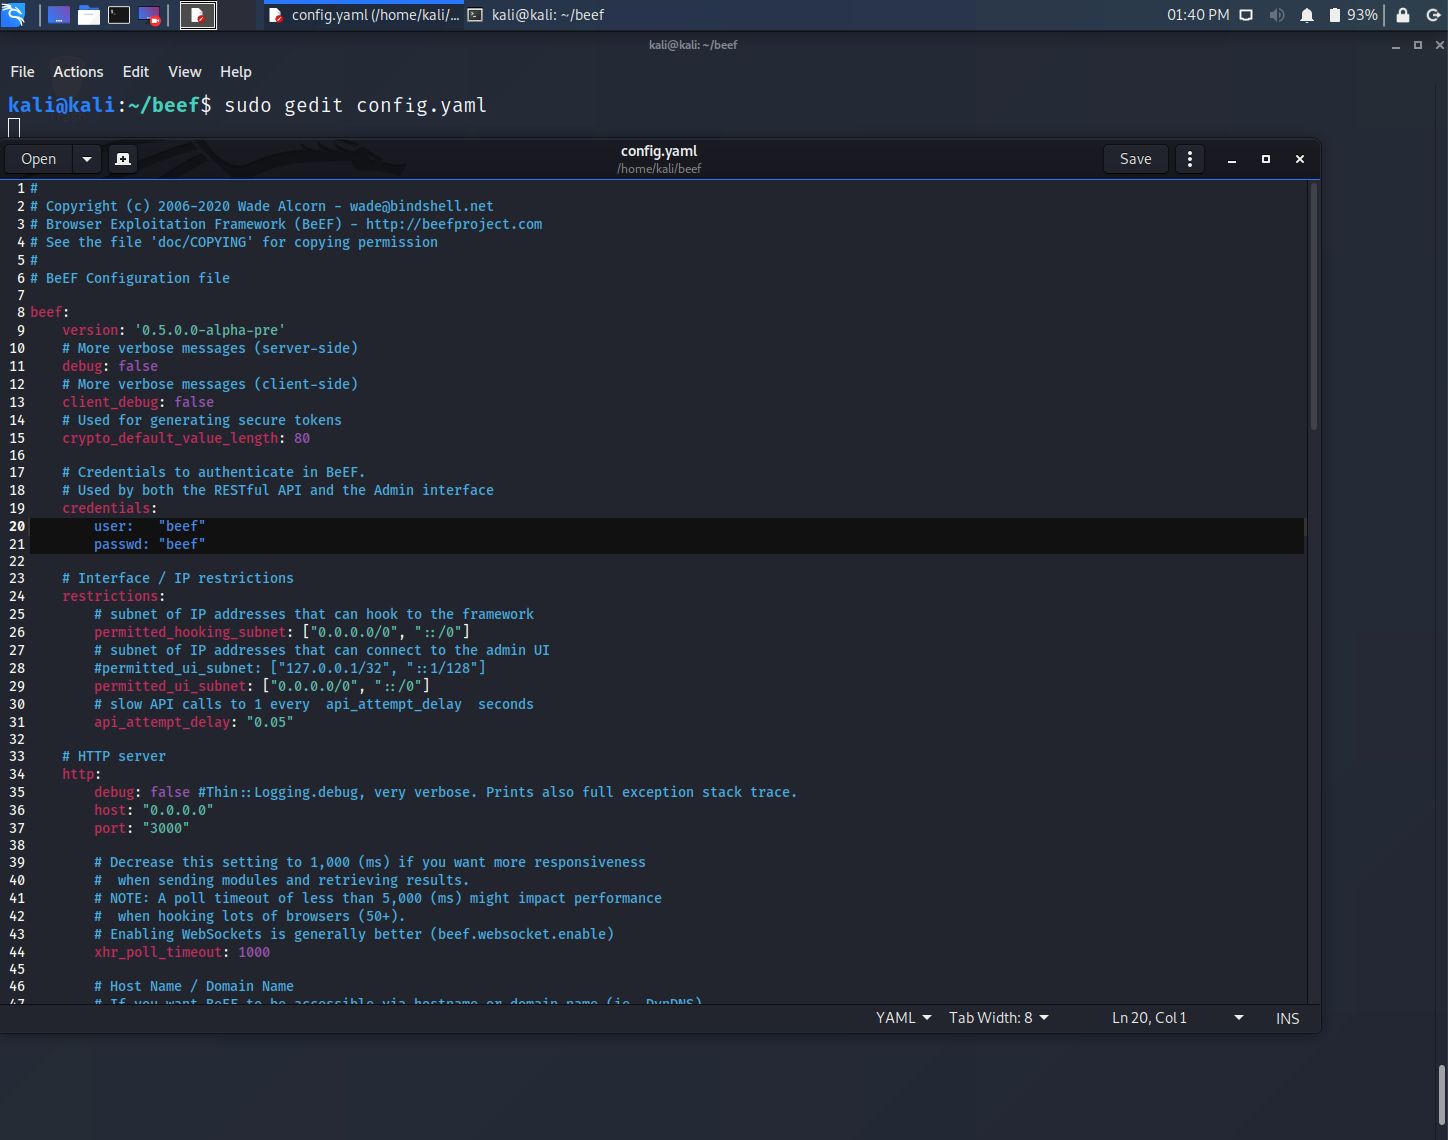 config.yaml (/home/kali/...
kali@kali: ~/beef
01:40 PM
93%
kali@kali: ~/beef
File Actions Edit View Help
kali@kali:~/beef$ sudo gedit config.yaml
Open
config.yaml
/home/kali/beef
Save
1 #
2 # Copyright (c) 2006-2020 Wade Alcorn - wade@bindshell.net
3 # Browser Exploitation Framework (BeEF) - http://beefproject.com
4 # See the file 'doc/COPYING' for copying permission
5 #
6 # BeEF Configuration file
7
8 beef:
9     version: '0.5.0.0-alpha-pre'
10     # More verbose messages (server-side)
11     debug: false
12     # More verbose messages (client-side)
13     client_debug: false
14     # Used for generating secure tokens
15     crypto_default_value_length: 80
16
17     # Credentials to authenticate in BeEF.
18     # Used by both the RESTful API and the Admin interface
19     credentials:
20         user:   "beef"
21         passwd: "beef"
22
23     # Interface / IP restrictions
24     restrictions:
25         # subnet of IP addresses that can hook to the framework
26         permitted_hooking_subnet: ["0.0.0.0/0", "::/0"]
27         # subnet of IP addresses that can connect to the admin UI
28         #permitted_ui_subnet: ["127.0.0.1/32", "::1/128"]
29         permitted_ui_subnet: ["0.0.0.0/0", "::/0"]
30         # slow API calls to 1 every  api_attempt_delay  seconds
31         api_attempt_delay: "0.05"
32
33     # HTTP server
34     http:
35         debug: false #Thin::Logging.debug, very verbose. Prints also full exception stack trace.
36         host: "0.0.0.0"
37         port: "3000"
38
39         # Decrease this setting to 1,000 (ms) if you want more responsiveness
40         #  when sending modules and retrieving results.
41         # NOTE: A poll timeout of less than 5,000 (ms) might impact performance
42         #  when hooking lots of browsers (50+).
43         # Enabling WebSockets is generally better (beef.websocket.enable)
44         xhr_poll_timeout: 1000
45
46         # Host Name / Domain Name
47         # If you want BeEF to be accessible via hostname or domain name (ie, DynDNS)
YAML Tab Width: 8 Ln 20, Col 1 INS